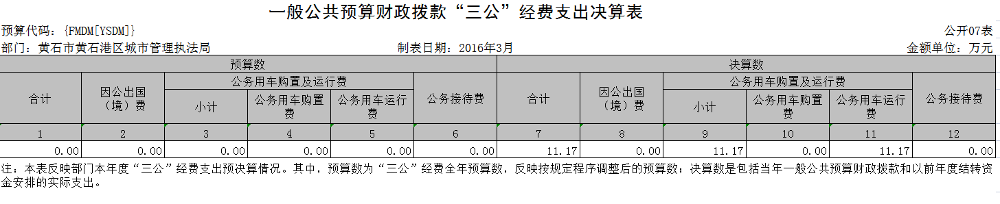 一般公共预算财政拨款“三公”经费支出决算表
预算代码：{FMDM[YSDM]}
公开07表
部门：黄石市黄石港区城市管理执法局
制表日期：2016年3月
金额单位：万元
预算数
决算数
合计
因公出国
（境）费
公务用车购置及运行费
小计
公务用车购置
费
公务用车运行
费
公务接待费
合计
因公出国
（境）费
公务用车购置及运行费
小计
公务用车购置
费
公务用车运行
费
公务接待费
1 2 3 4 5 6 7 8 9 10 11 12
0.00 0.00 0.00 0.00 0.00 0.00 11.17 0.00 11.17 0.00 11.17 0.00
注：本表反映部门本年度“三公”经费支出预决算情况。其中，预算数为“三公”经费全年预算数，反映按规定程序调整后的预算数；决算数是包括当年一般公共预算财政拨款和以前年度结转资
金安排的实际支出。